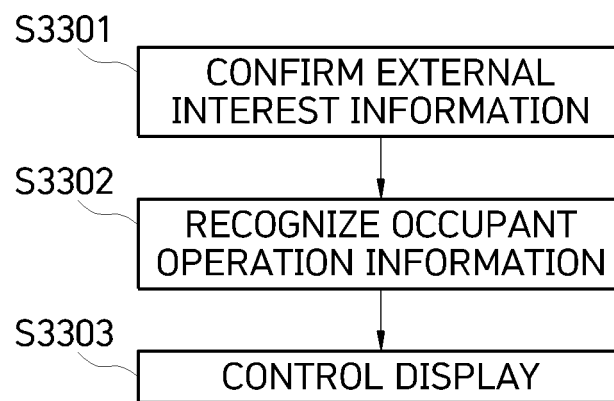 S3301
CONFIRM EXTERNAL
INTEREST INFORMATION
S3302
RECOGNIZE OCCUPANT
OPERATION INFORMATION
S3303
CONTROL DISPLAY